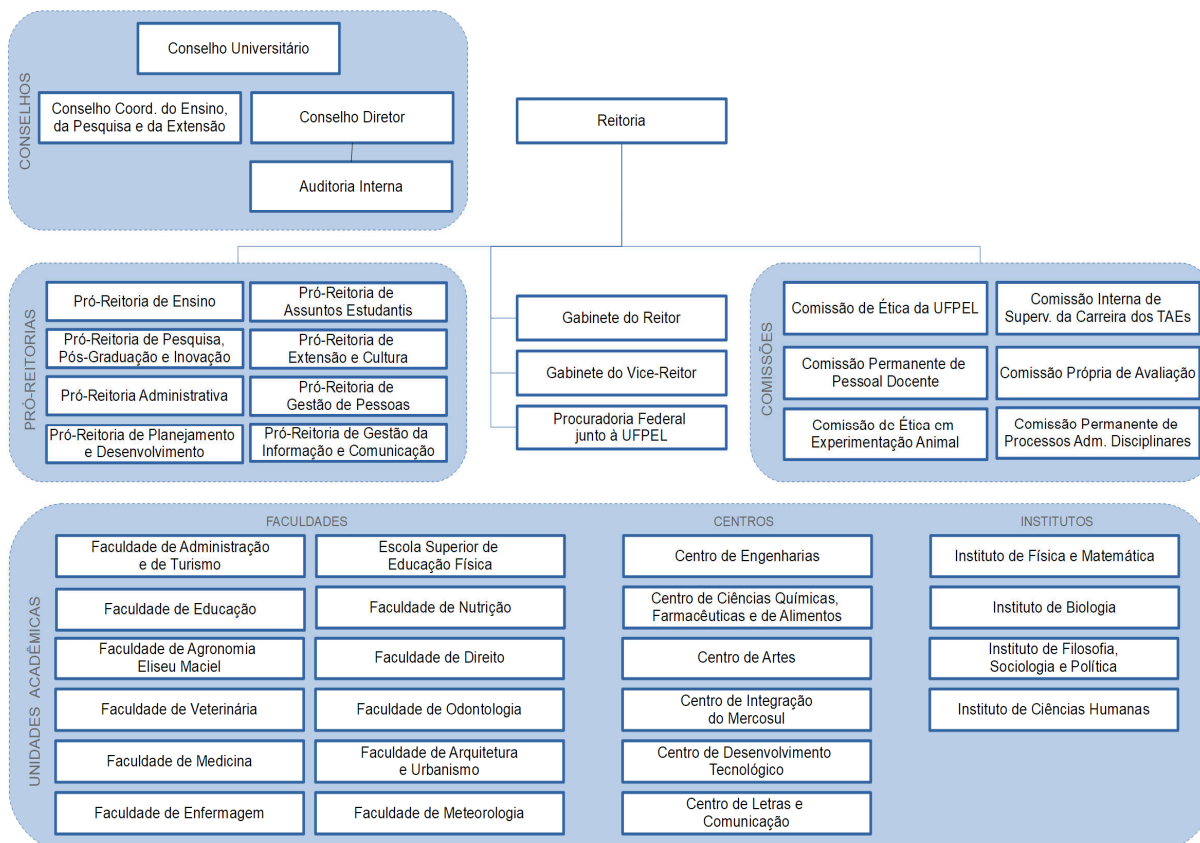 CONSELHOS
Conselho Universitário
Conselho Coord. do Ensino,
da Pesquisa e da Extensão
Conselho Diretor
Auditoria Interna
Reitoria
PRÓ-REITORIAS
Pró-Reitoria de Ensino
Pró-Reitoria de
Assuntos Estudantis
Pró-Reitoria de Pesquisa,
Pós-Graduação e Inovação
Pró-Reitoria de
Extensão e Cultura
Pró-Reitoria Administrativa
Pró-Reitoria de
Gestão de Pessoas
Pró-Reitoria de Planejamento
e Desenvolvimento
Pró-Reitoria de Gestão da
Informação e Comunicação
Gabinete do Reitor
Gabinete do Vice-Reitor
Procuradoria Federal
junto à UFPEL
COMISSÕES
Comissão de Ética da UFPEL
Comissão Interna de
Superv. da Carreira dos TAEs
Comissão Permanente de
Pessoal Docente
Comissão Própria de Avaliação
Comissão de Ética em
Experimentação Animal
Comissão Permanente de
Processos Adm. Disciplinares
UNIDADES ACADÊMICAS
FACULDADES
Faculdade de Administração
e de Turismo
Escola Superior de
Educação Física
Faculdade de Educação
Faculdade de Nutrição
Faculdade de Agronomia
Eliseu Maciel
Faculdade de Direito
Faculdade de Veterinária
Faculdade de Odontologia
Faculdade de Medicina
Faculdade de Arquitetura
e Urbanismo
Faculdade de Enfermagem
Faculdade de Meteorologia
CENTROS
Centro de Engenharias
Centro de Ciências Químicas,
Farmacêuticas e de Alimentos
Centro de Artes
Centro de Integração
do Mercosul
Centro de Desenvolvimento
Tecnológico
Centro de Letras e
Comunicação
INSTITUTOS
Instituto de Física e Matemática
Instituto de Biologia
Instituto de Filosofia,
Sociologia e Política
Instituto de Ciências Humanas